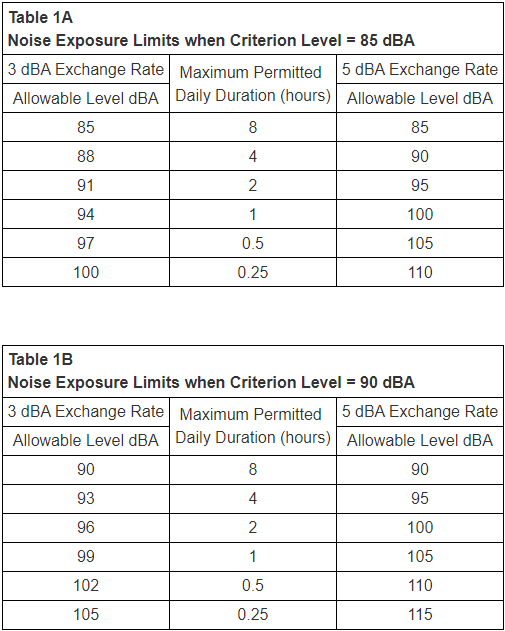 Table 1A
Noise Exposure Limits when Criterion Level = 85 dBA
3 dBA Exchange Rate Maximum Permitted Daily Duration (hours) 5 dBA Exchange Rate
Allowable Level dBA Allowable Level dBA
85 8 85
88 4 90
91 2 95
94 1 100
97 0.5 105
100 0.25 110
Table 1B
Noise Exposure Limits when Criterion Level = 90 dBA
3 dBA Exchange Rate Maximum Permitted Daily Duration (hours) 5 dBA Exchange Rate
Allowable Level dBA Allowable Level dBA
90 8 90
93 4 95
96 2 100
99 1 105
102 0.5 110
105 0.25 115